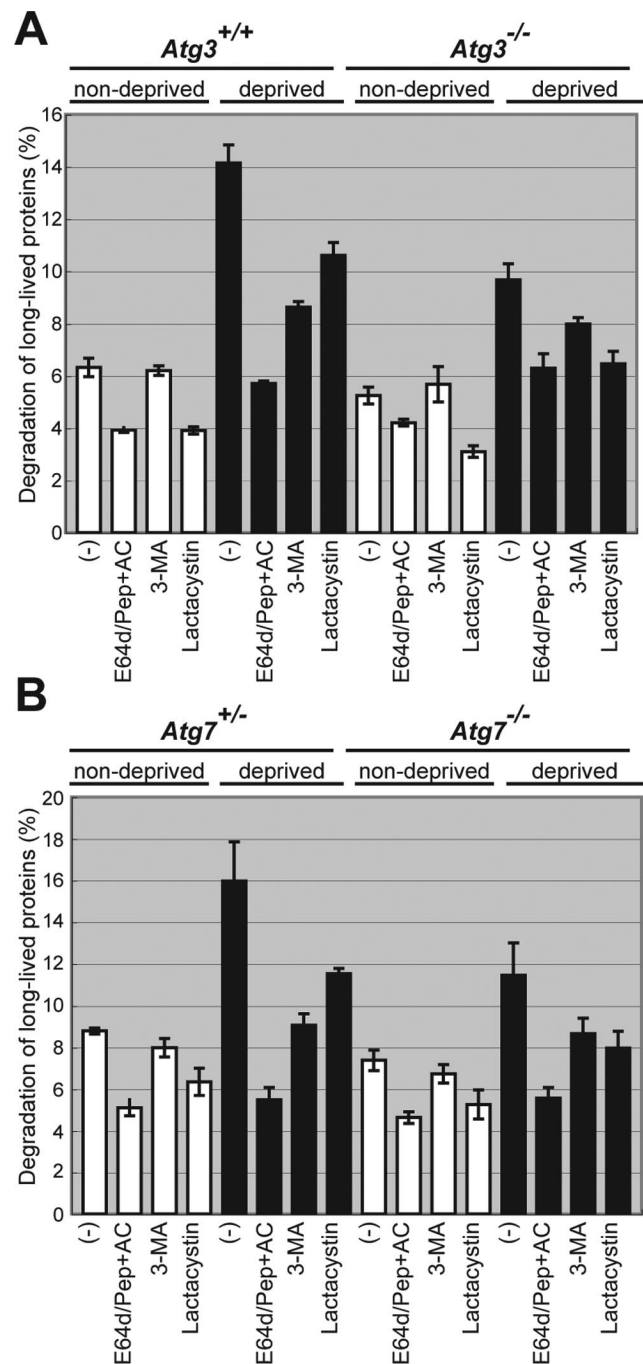 A
Atg3+/+ Atg3-/-
non-deprived deprived non-deprived deprived
Degradation of long-lived proteins (%)
16
14
12
10
8
6
4
2
0
(-) E64d/Pep+AC 3-MA Lactacystin (-) E64d/Pep+AC 3-MA Lactacystin (-) E64d/Pep+AC 3-MA Lactacystin (-) E64d/Pep+AC 3-MA Lactacystin
B
Atg7+/- Atg7-/-
non-deprived deprived non-deprived deprived
Degradation of long-lived proteins (%)
20
18
16
14
12
10
8
6
4
2
0
(-) E64d/Pep+AC 3-MA Lactacystin (-) E64d/Pep+AC 3-MA Lactacystin (-) E64d/Pep+AC 3-MA Lactacystin (-) E64d/Pep+AC 3-MA Lactacystin